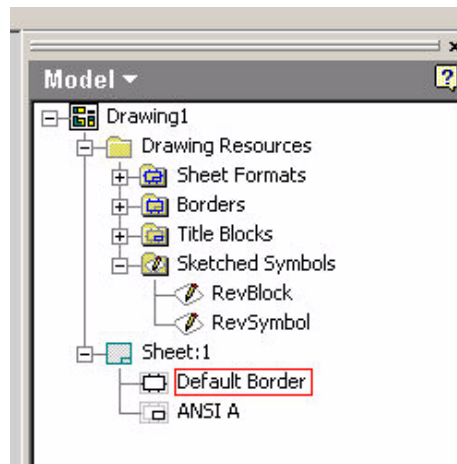 Model
Drawing1
Drawing Resources
Sheet Formats
Borders
Title Blocks
Sketched Symbols
RevBlock
RevSymbol
Sheet:1
Default Border
ANSI A